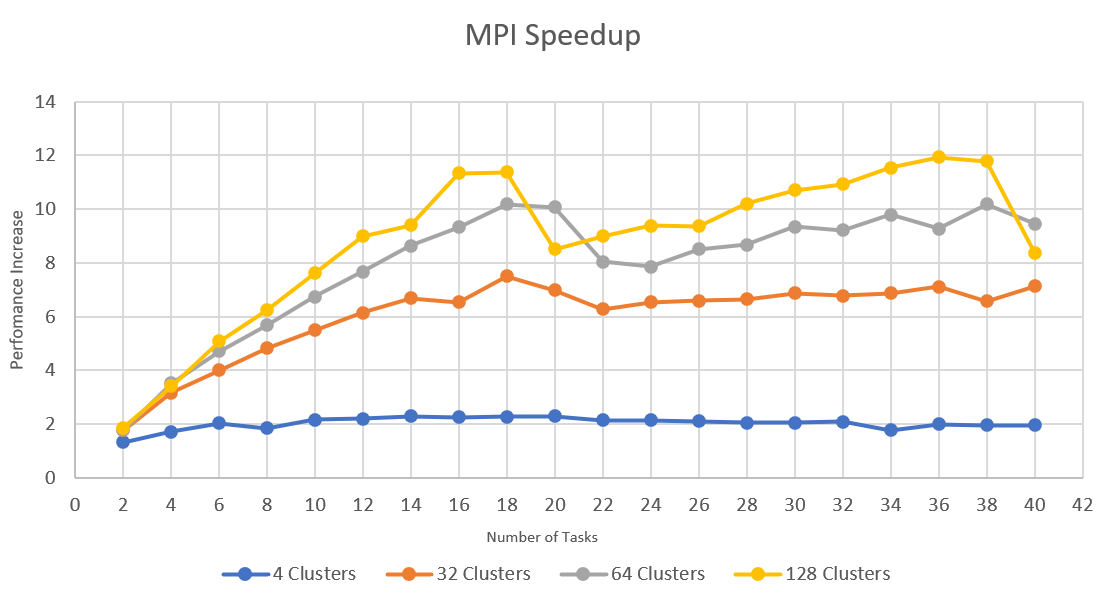 MPI Speedup
14
12
10
8
6
4
2
0
Perfomance Increase
0 2 4 6 8 10 12 14 16 18 20 22 24 26 28 30 32 34 36 38 40 42
Number of Tasks
4 Clusters 32 Clusters 64 Clusters 128 Clusters